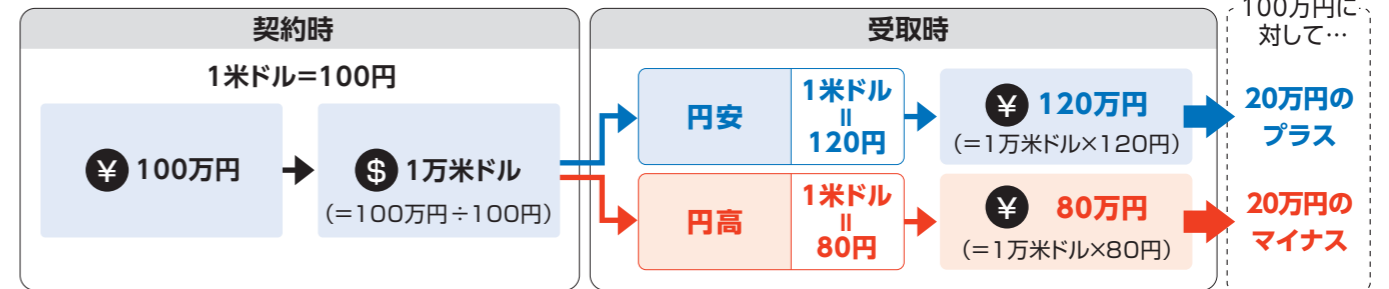 契約時
1米ドル=100円
¥ 100万円
$ 1万米ドル
(=100万円÷100円)
受取時
円安
1米ドル
=
120円
¥ 120万円
(=1万米ドル×120円)
円高
1米ドル
=
80円
¥ 80万円
(=1万米ドル×80円)
100万円に
対して…
20万円の
プラス
20万円の
マイナス